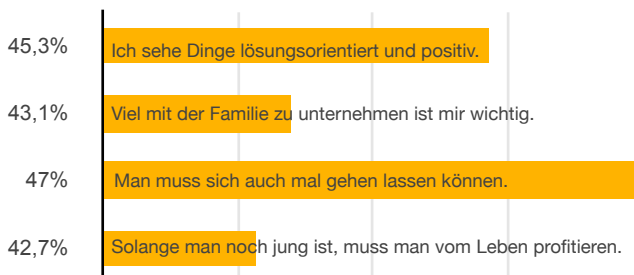 45,3% Ich sehe Dinge lösungsorientiert und positiv.
43,1% Viel mit der Familie zu unternehmen ist mir wichtig.
47% Man muss sich auch mal gehen lassen können.
42,7% Solange man noch jung ist, muss man vom Leben profitieren.